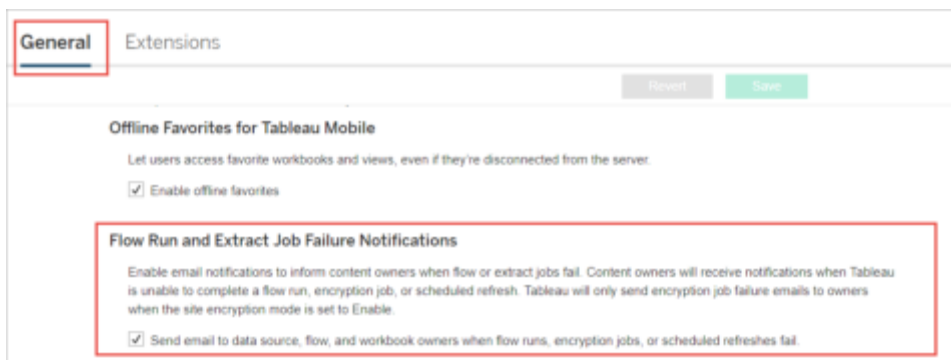 General Extensions
Revert Save
Offline Favorites for Tableau Mobile
Let users access favorite workbooks and views, even if they're disconnected from the server.
Enable offline favorites
Flow Run and Extract Job Failure Notifications
Enable email notifications to inform content owners when flow or extract jobs fail. Content owners will receive notifications when Tableau
is unable to complete a flow run, encryption job, or scheduled refresh. Tableau will only send encryption job failure emails to owners
when the site encryption mode is set to Enable.
Send email to data source, flow, and workbook owners when flow runs, encryption jobs, or scheduled refreshes fail.